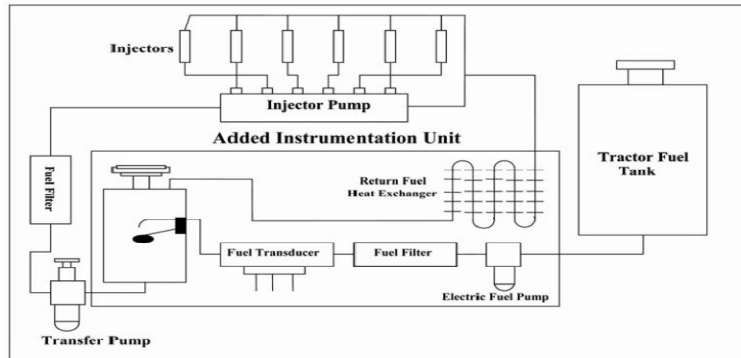 Injectors
Injector Pump
Added Instrumentation Unit
Fuel Filter
Return Fuel
Heat Exchanger
Tractor Fuel
Tank
Fuel Transducer
Fuel Filter
Electric Fuel Pump
Transfer Pump